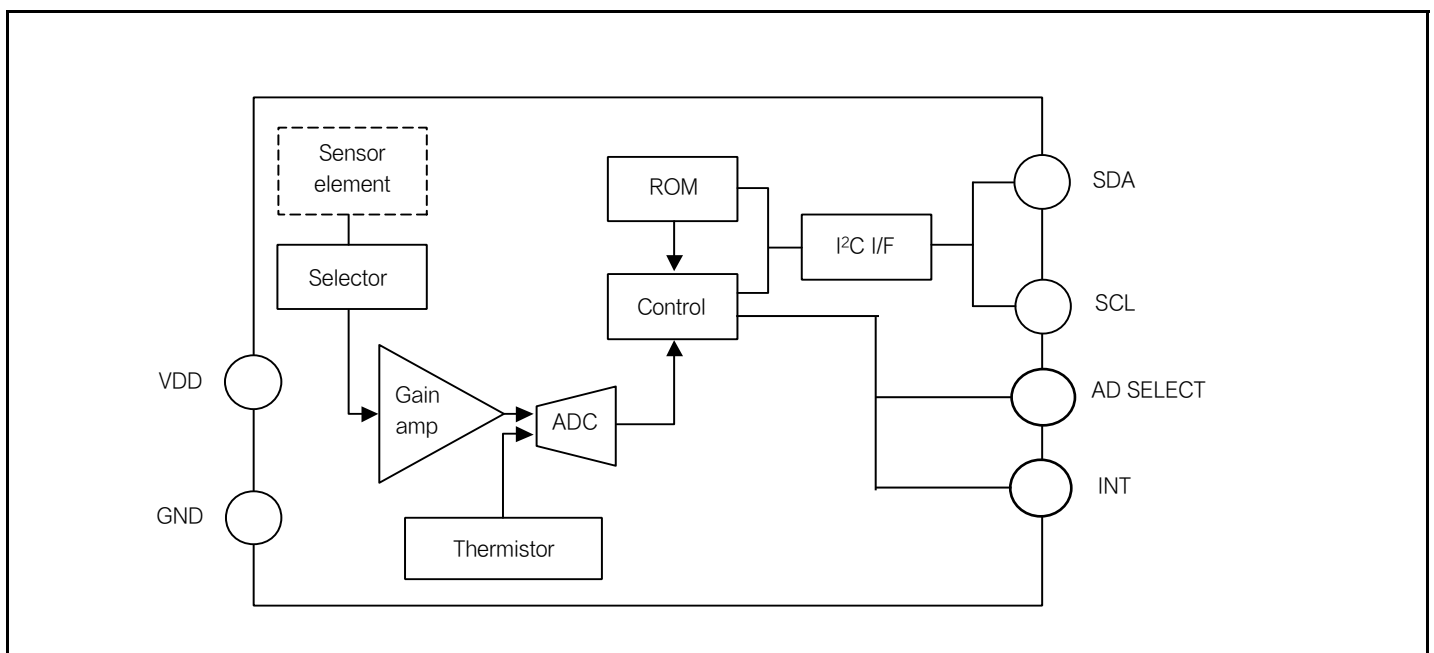 Sensor
element
Selector
ROM
Control
I²C I/F
SDA
SCL
AD SELECT
INT
VDD
GND
Gain
amp
ADC
Thermistor